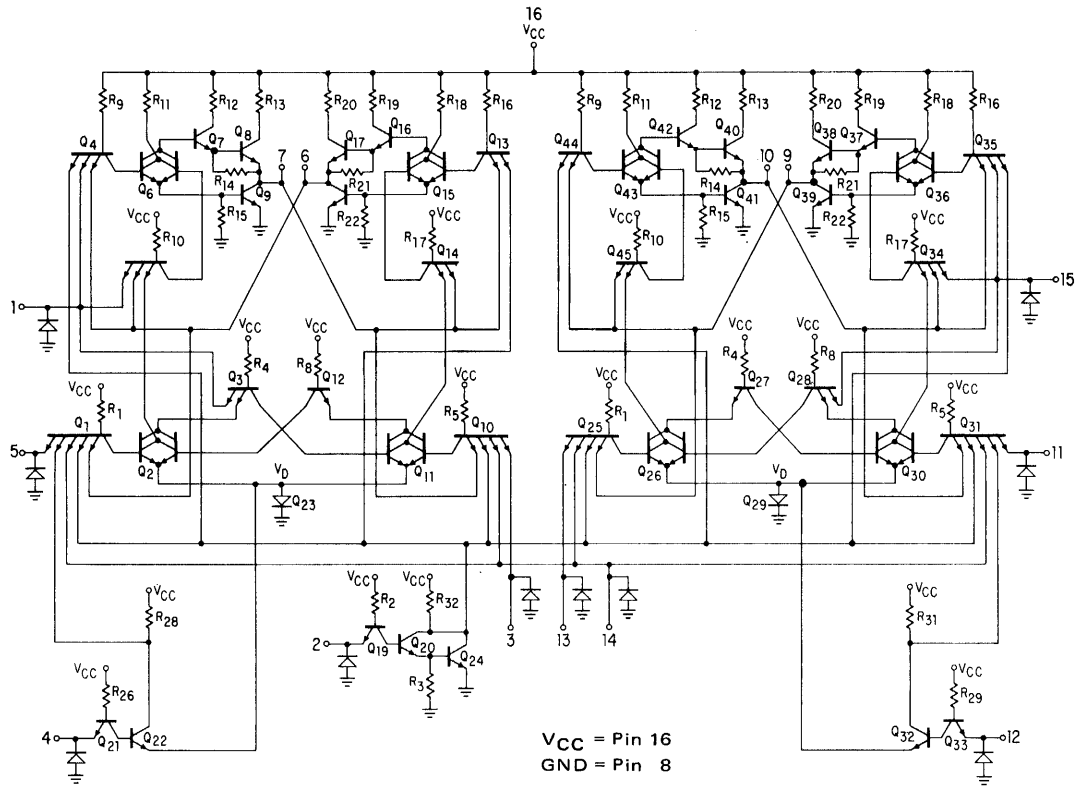 16
VCC
R9 R11 R12 R13 R20 R19 R18 R16 R9 R11 R12 R13 R20 R19 R18 R16
Q4 Q7 Q8 Q17 Q16 Q13 Q44 Q42 Q40 Q38 Q37 Q35
7 6 10 9
Q6 R14 Q9 R21 Q15 Q43 R14 Q41 Q39 R21 Q36
R15 R22 R15 R22
VCC VCC VCC
R10 R17 Q14 Q45 R10 R17 Q34
1 15
VCC VCC VCC VCC
Q3 R4 R8 Q12 R4 Q27 R8 Q28
VCC VCC VCC VCC
Q1 R1 R5 Q10 Q25 R1 R5 Q31
5 Q2 Q11 Q26 Q30 11
VD VD
Q23 Q29
VCC VCC VCC
R28 R2 R32 R31
3 13 14
2 Q19 Q20 Q24
R3
VCC VCC
R26 R29
4 Q21 Q22 Q32 Q33 12
VCC = Pin 16
GND = Pin 8